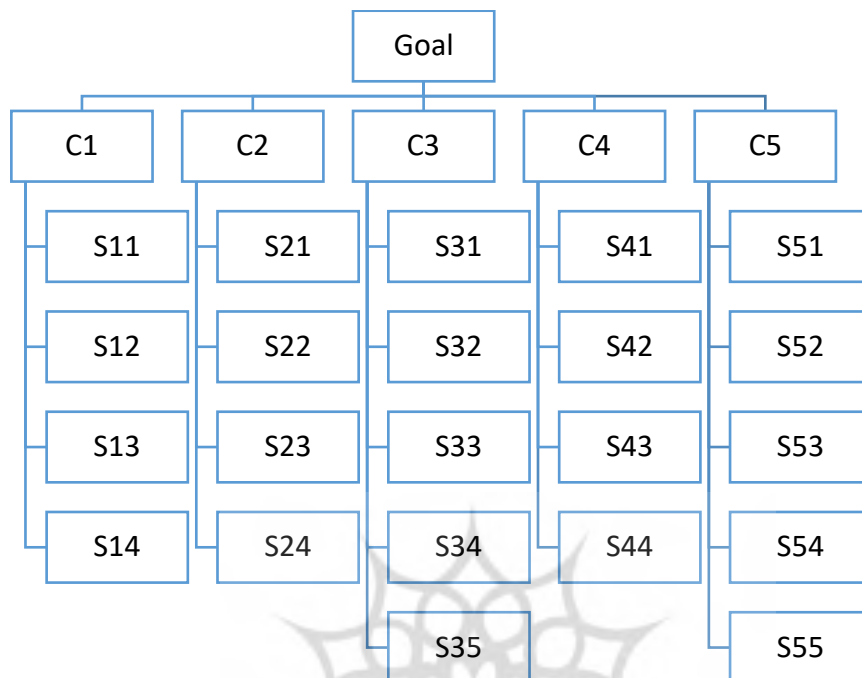 Goal
C1 C2 C3 C4 C5
S11 S21 S31 S41 S51
S12 S22 S32 S42 S52
S13 S23 S33 S43 S53
S14 S24 S34 S44 S54
S35 S55